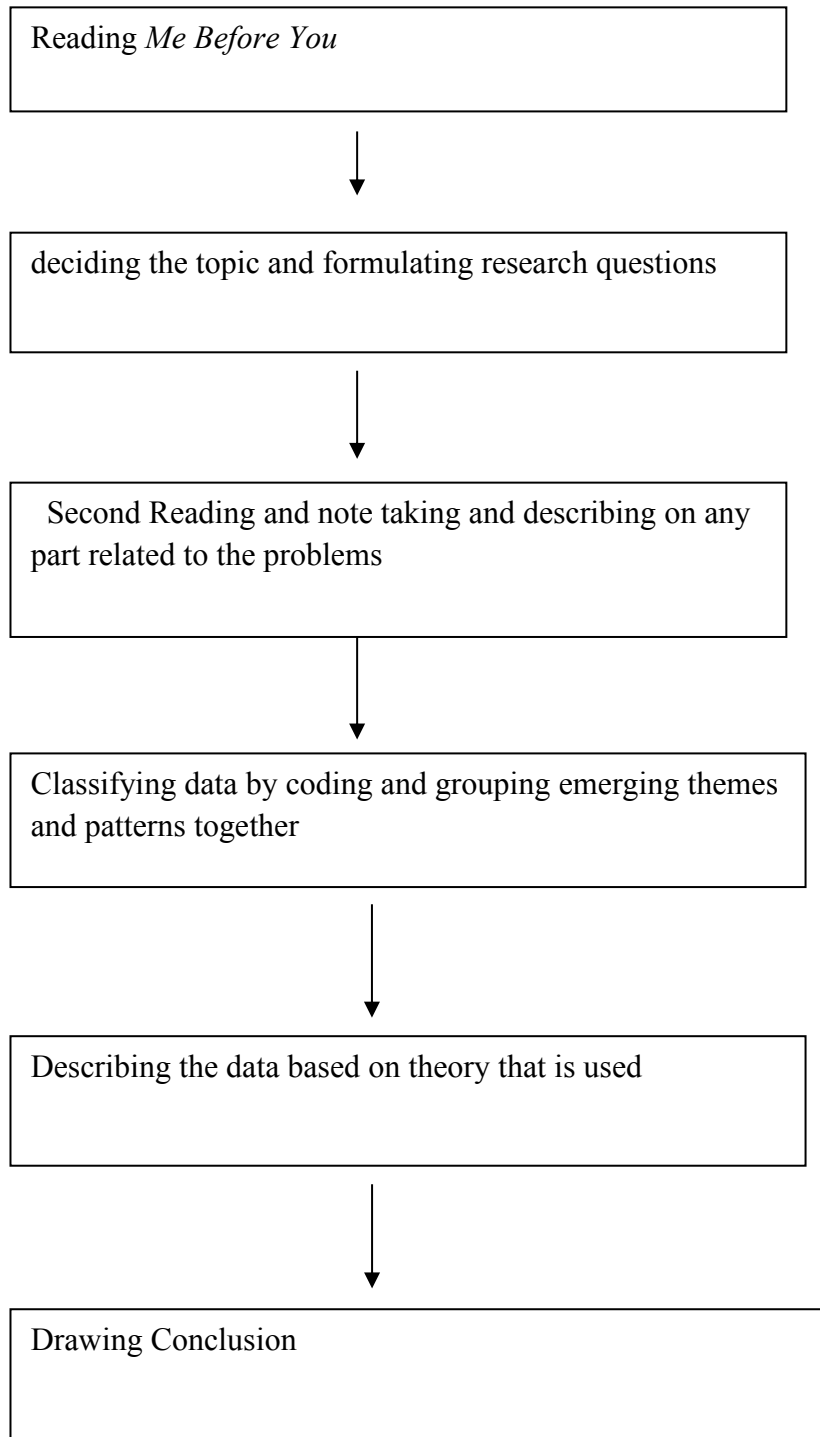 Reading Me Before You
deciding the topic and formulating research questions
Second Reading and note taking and describing on any
part related to the problems
Classifying data by coding and grouping emerging themes
and patterns together
Describing the data based on theory that is used
Drawing Conclusion